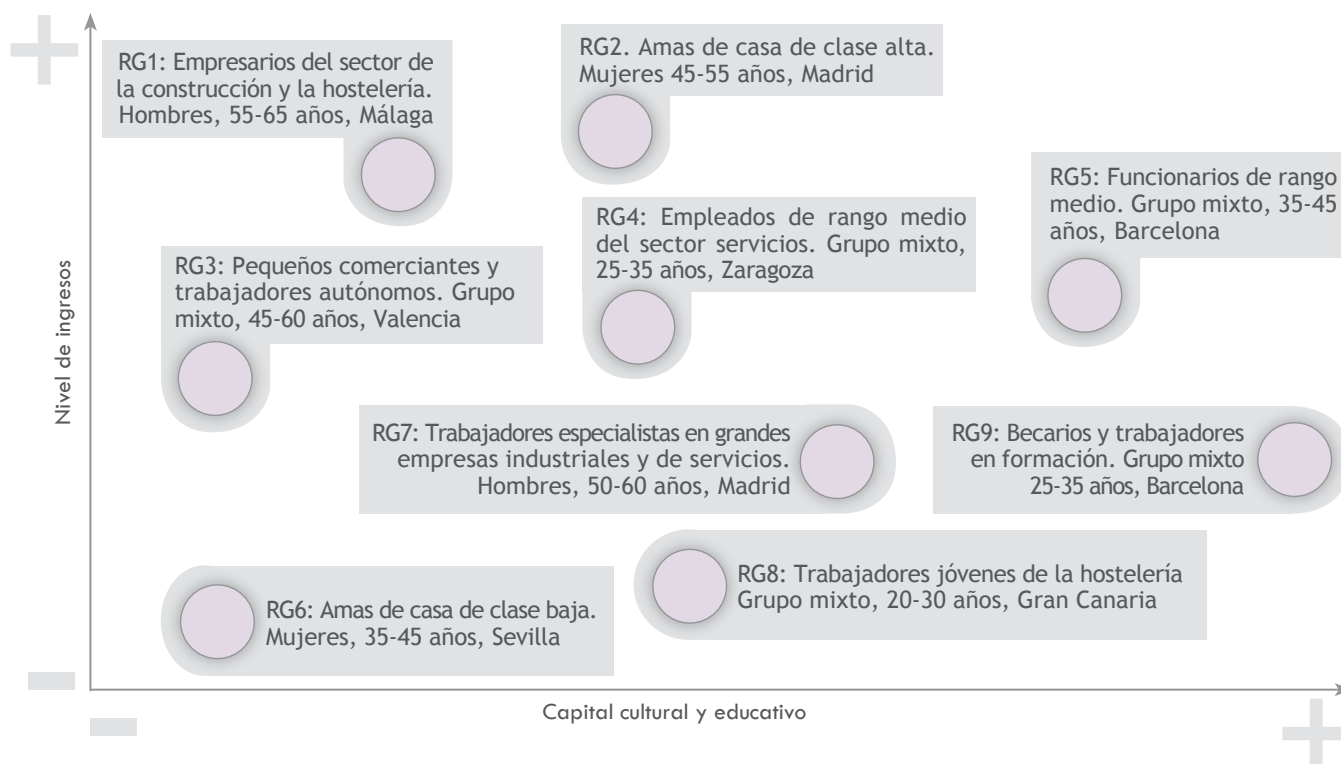 RG1: Empresarios del sector de
la construcción y la hostelería.
Hombres, 55-65 años, Málaga
RG2. Amas de casa de clase alta.
Mujeres 45-55 años, Madrid
RG5: Funcionarios de rango
medio. Grupo mixto, 35-45
años, Barcelona
RG4: Empleados de rango medio
del sector servicios. Grupo mixto,
25-35 años, Zaragoza
RG3: Pequeños comerciantes y
trabajadores autónomos. Grupo
mixto, 45-60 años, Valencia
Nivel de ingresos
RG7: Trabajadores especialistas en grandes
empresas industriales y de servicios.
Hombres, 50-60 años, Madrid
RG9: Becarios y trabajadores
en formación. Grupo mixto
25-35 años, Barcelona
RG8: Trabajadores jóvenes de la hostelería
Grupo mixto, 20-30 años, Gran Canaria
RG6: Amas de casa de clase baja.
Mujeres, 35-45 años, Sevilla
Capital cultural y educativo